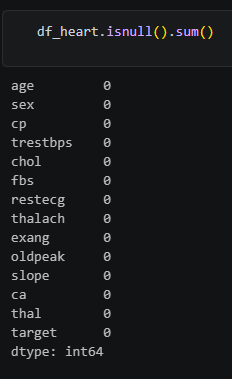 df_heart.isnull().sum()
age 0
sex 0
cp 0
trestbps 0
chol 0
fbs 0
restecg 0
thalach 0
exang 0
oldpeak 0
slope 0
ca 0
thal 0
target 0
dtype: int64